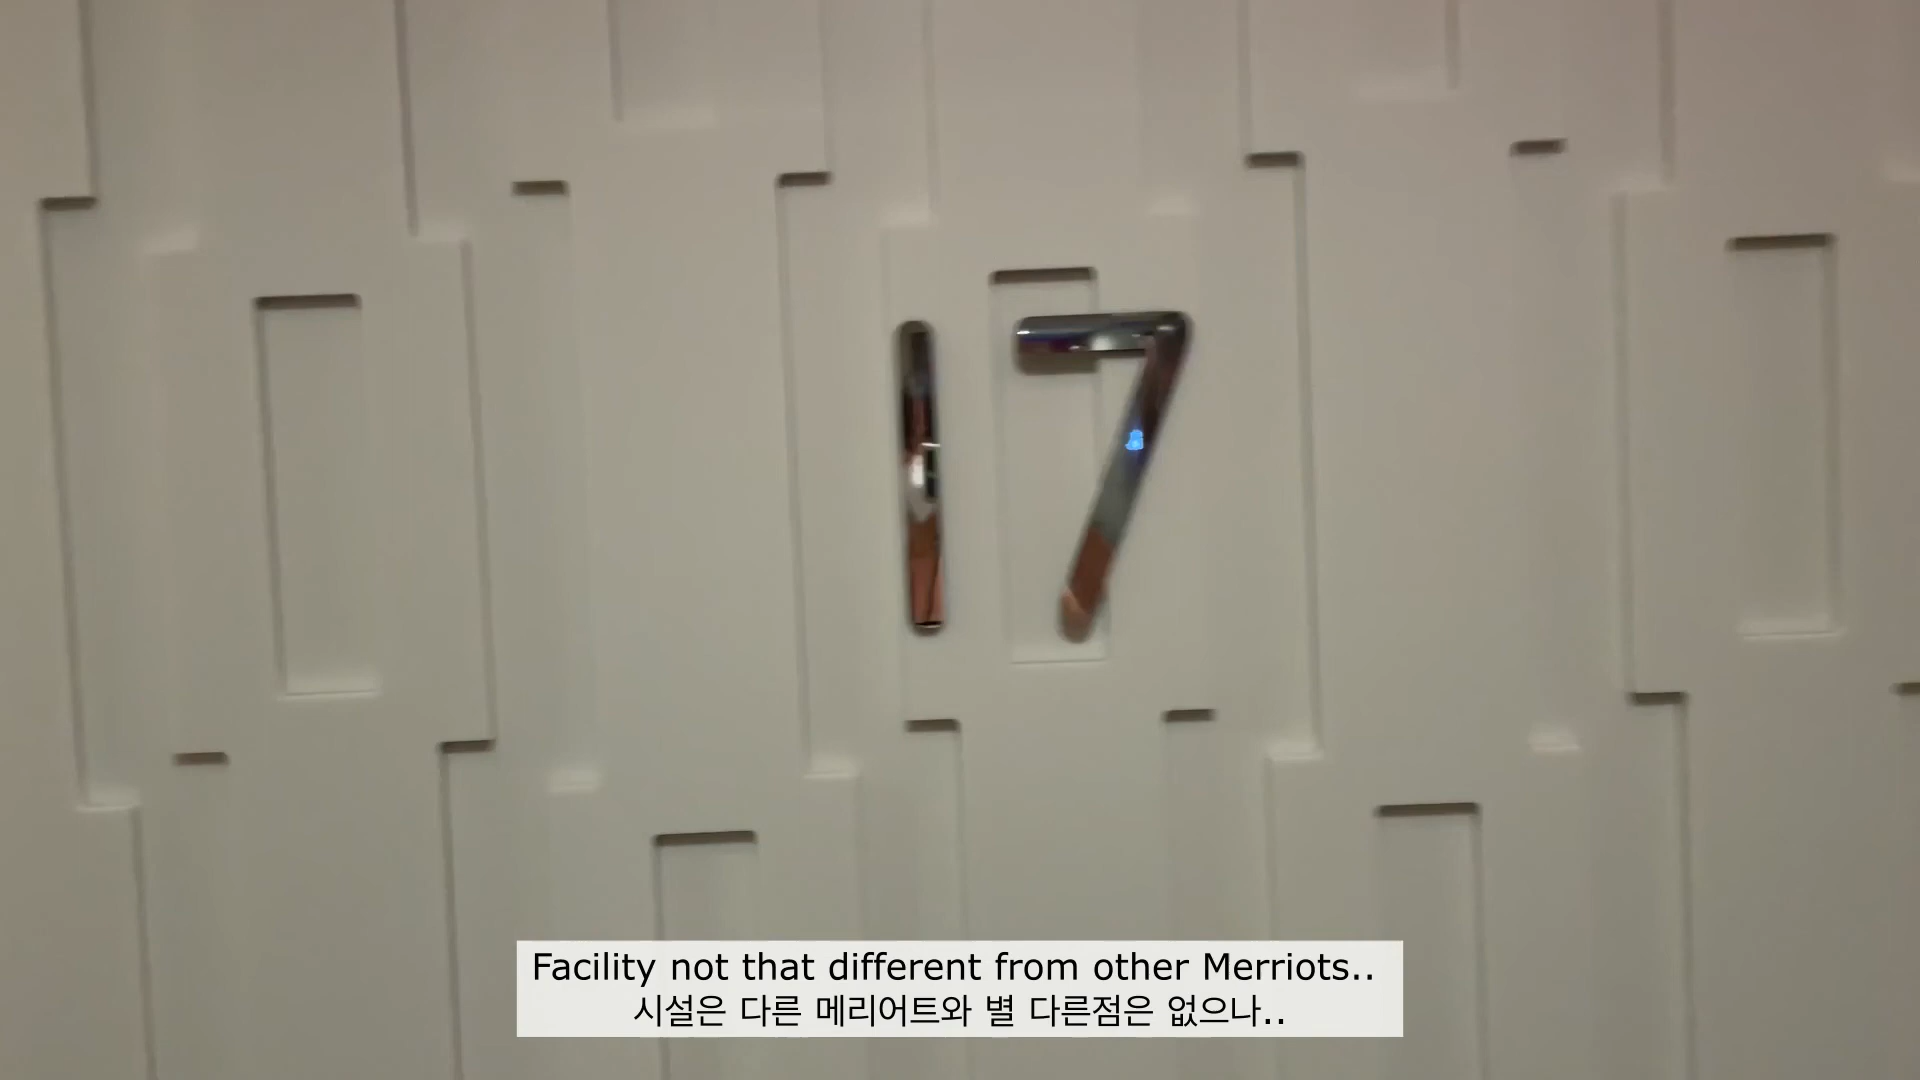 17
Facility not that different from other Merriots..
시설은 다른 메리어트와 별 다른점은 없으나..